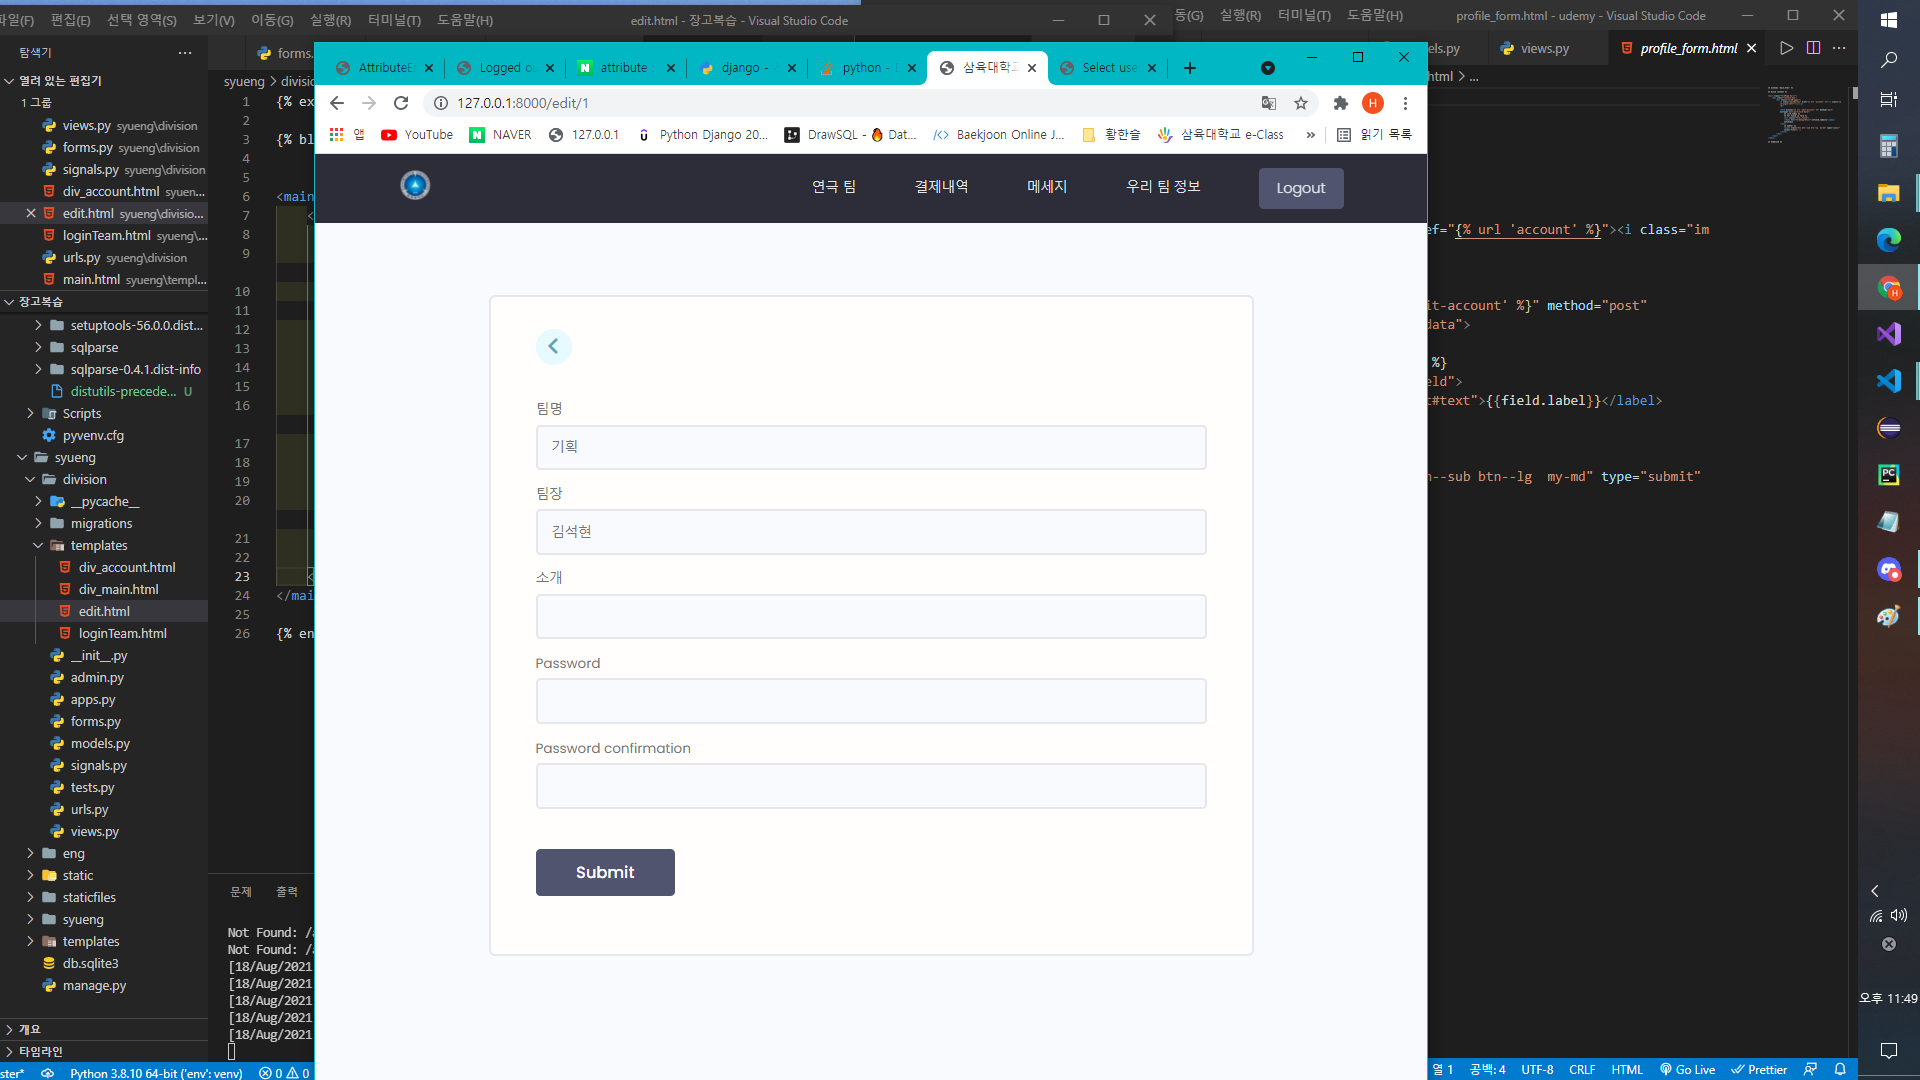 파일(F) 편집(E) 선택 영역(S) 보기(V) 이동(G) 실행(R) 터미널(T) 도움말(H)
edit.html - 장고복습 - Visual Studio Code
동(G) 실행(R) 터미널(T) 도움말(H)
profile_form.html - udemy - Visual Studio Code
탐색기
forms.
열려 있는 편집기
1 그룹
views.py syueng\division
forms.py syueng\division
signals.py syueng\division
div_account.html syuen...
edit.html syueng\divisio...
loginTeam.html syueng\...
urls.py syueng\division
main.html syueng\templ...
장고복습
setuptools-56.0.0.dist...
sqlparse
sqlparse-0.4.1.dist-info
distutils-precede... U
Scripts
pyvenv.cfg
syueng
division
__pycache__
migrations
templates
div_account.html
div_main.html
edit.html
loginTeam.html
__init__.py
admin.py
apps.py
forms.py
models.py
signals.py
tests.py
urls.py
views.py
eng
static
staticfiles
syueng
templates
db.sqlite3
manage.py
개요
타임라인
ster*
Python 3.8.10 64-bit ('env': venv)
0 0
syueng > divisio
1 {% ex
2
3 {% bl
4
5
6 <main
7 <
8
9
10
11
12
13
14
15
16
17
18
19
20
21
22
23 <
24 </mai
25
26 {% en
문제 출력
Not Found: /a
Not Found: /a
[18/Aug/2021
[18/Aug/2021
[18/Aug/2021
[18/Aug/2021
[18/Aug/2021
AttributeE
Logged o
attribute
django -
python -
삼육대학교
Select use
127.0.0.1:8000/edit/1
H
앱 YouTube NAVER 127.0.0.1 Python Django 20... DrawSQL - Dat... Baekjoon Online J... 황한슬 삼육대학교 e-Class » 읽기 목록
연극 팀 결제내역 메세지 우리 팀 정보 Logout
팀명
기획
팀장
김석현
소개
Password
Password confirmation
Submit
els.py views.py profile_form.html
html > ...
ef="{% url 'account' %}"><i class="im
it-account' %}" method="post"
data">
%}
eld">
t#text">{{field.label}}</label>
n--sub btn--lg my-md" type="submit"
열 1 공백: 4 UTF-8 CRLF HTML Go Live Prettier
PC
오후 11:49